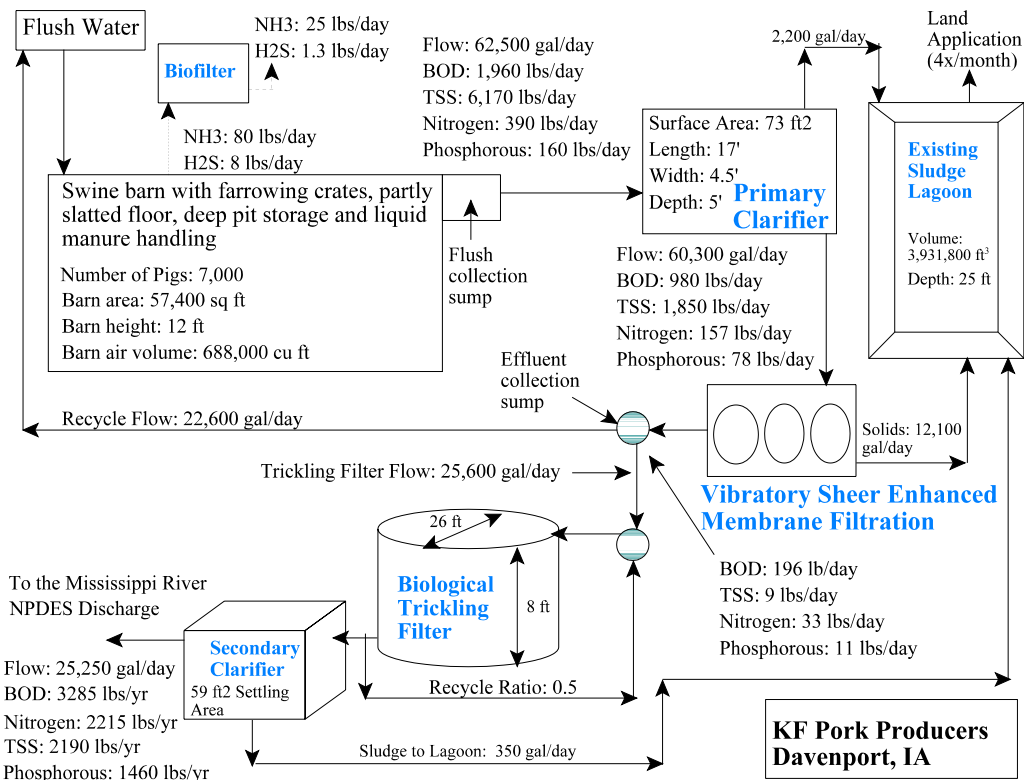 Flush Water
Biofilter
NH3: 25 lbs/day
H2S: 1.3 lbs/day
NH3: 80 lbs/day
H2S: 8 lbs/day
Flow: 62,500 gal/day
BOD: 1,960 lbs/day
TSS: 6,170 lbs/day
Nitrogen: 390 lbs/day
Phosphorous: 160 lbs/day
2,200 gal/day
Land
Application
(4x/month)
Swine barn with farrowing crates, partly
slatted floor, deep pit storage and liquid
manure handling
Number of Pigs: 7,000
Barn area: 57,400 sq ft
Barn height: 12 ft
Barn air volume: 688,000 cu ft
Flush
collection
sump
Surface Area: 73 ft2
Length: 17'
Width: 4.5'
Depth: 5'
Primary
Clarifier
Existing
Sludge
Lagoon
Volume:
3,931,800 ft³
Depth: 25 ft
Flow: 60,300 gal/day
BOD: 980 lbs/day
TSS: 1,850 lbs/day
Nitrogen: 157 lbs/day
Phosphorous: 78 lbs/day
Effluent
collection
sump
Recycle Flow: 22,600 gal/day
Solids: 12,100
gal/day
Trickling Filter Flow: 25,600 gal/day
Vibratory Sheer Enhanced
Membrane Filtration
26 ft
8 ft
Biological
Trickling
Filter
BOD: 196 lb/day
TSS: 9 lbs/day
Nitrogen: 33 lbs/day
Phosphorous: 11 lbs/day
To the Mississippi River
NPDES Discharge
Secondary
Clarifier
59 ft2 Settling
Area
Flow: 25,250 gal/day
BOD: 3285 lbs/yr
Nitrogen: 2215 lbs/yr
TSS: 2190 lbs/yr
Phosphorous: 1460 lbs/yr
Recycle Ratio: 0.5
Sludge to Lagoon: 350 gal/day
KF Pork Producers
Davenport, IA